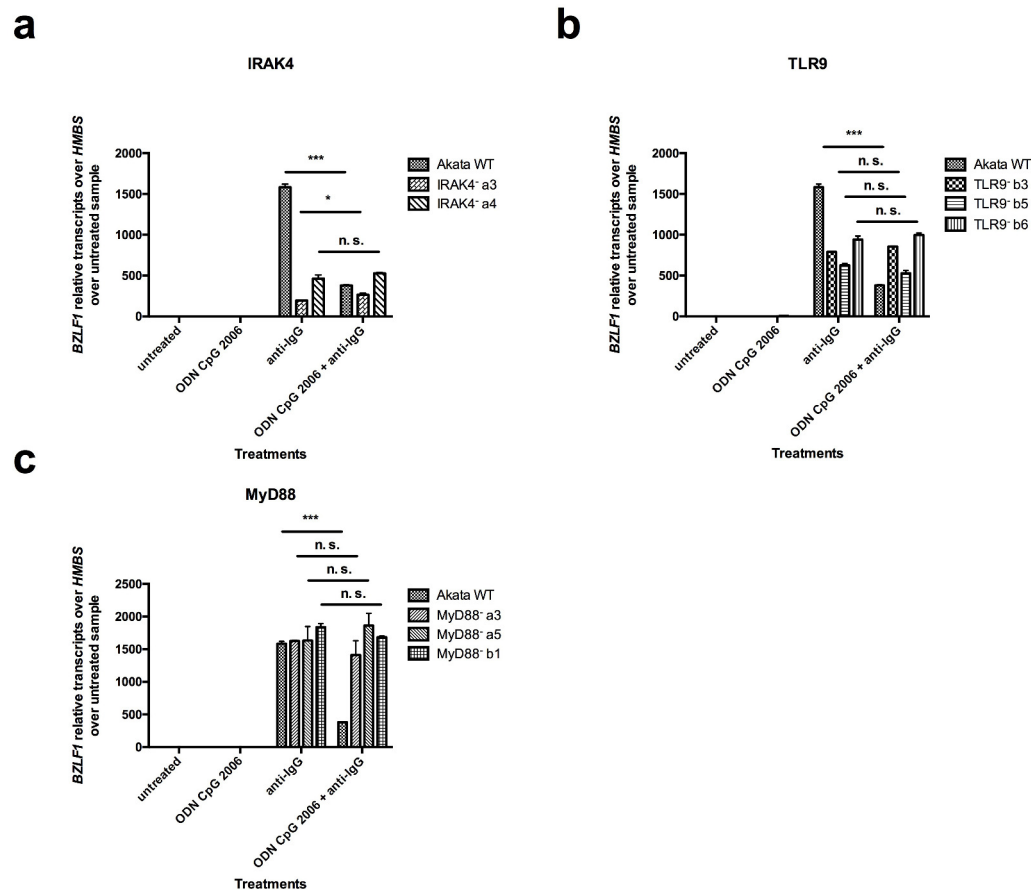 a
IRAK4
BZLF1 relative transcripts over HMBS
over untreated sample
2000
1500
1000
500
0
***
*
n. s.
Akata WT
IRAK4- a3
IRAK4- a4
untreated
ODN CpG 2006
anti-IgG
ODN CpG 2006 + anti-IgG
Treatments
b
TLR9
BZLF1 relative transcripts over HMBS
over untreated sample
2000
1500
1000
500
0
***
n. s.
n. s.
n. s.
Akata WT
TLR9- b3
TLR9- b5
TLR9- b6
untreated
ODN CpG 2006
anti-IgG
ODN CpG 2006 + anti-IgG
Treatments
c
MyD88
BZLF1 relative transcripts over HMBS
over untreated sample
2500
2000
1500
1000
500
0
***
n. s.
n. s.
n. s.
Akata WT
MyD88- a3
MyD88- a5
MyD88- b1
untreated
ODN CpG 2006
anti-IgG
ODN CpG 2006 + anti-IgG
Treatments